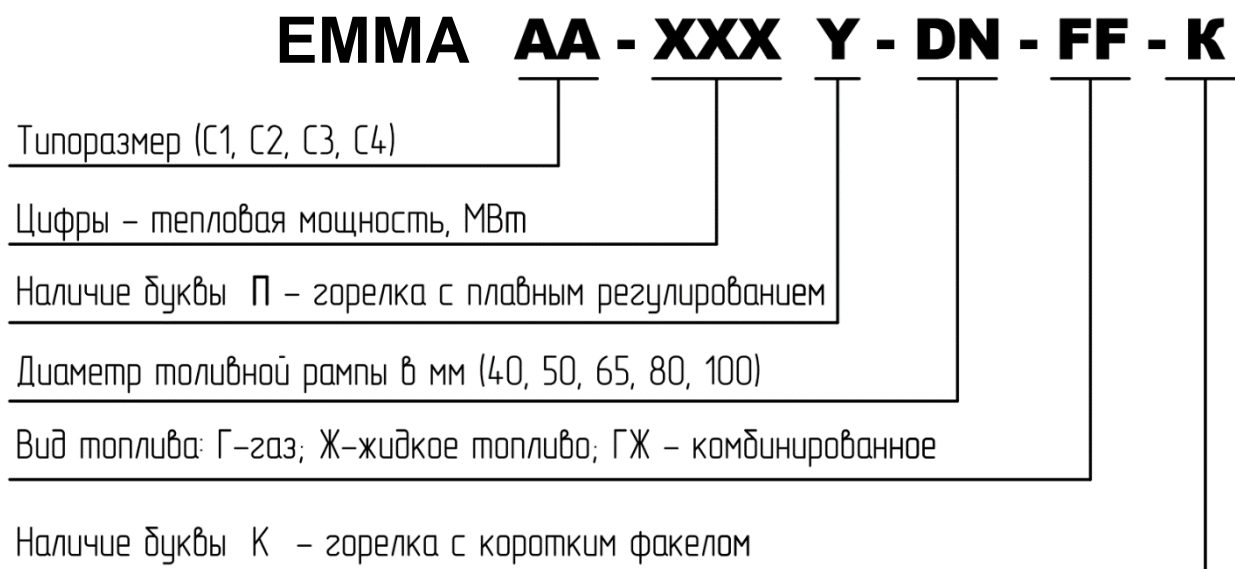 EMMA AA - XXX Y - DN - FF - К
Типоразмер (С1, С2, С3, С4)
Цифры – тепловая мощность, МВт
Наличие буквы П – горелка с плавным регулированием
Диаметр толивной рампы в мм (40, 50, 65, 80, 100)
Вид топлива: Г-газ; Ж-жидкое топливо; ГЖ – комбинированное
Наличие буквы К – горелка с коротким факелом